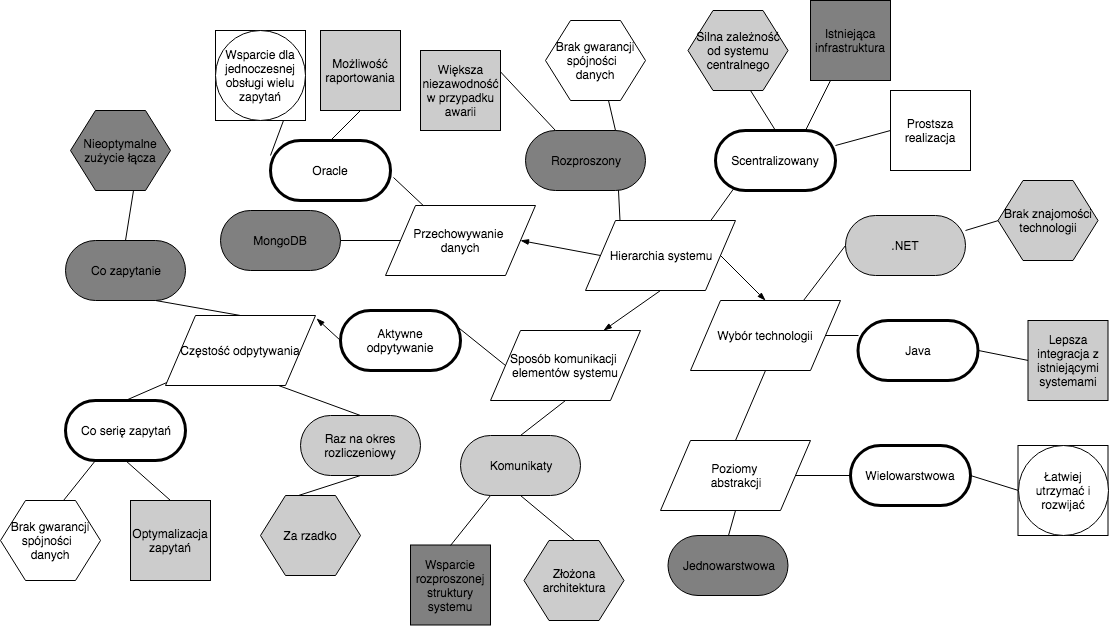 Wsparcie dla
jednoczesnej
obsługi wielu
zapytań
Możliwość
raportowania
Większa
niezawodność
w przypadku
awarii
Brak gwarancji
spójności
danych
Silna zależność
od systemu
centralnego
Istniejąca
infrastruktura
Prostsza
realizacja
Nieoptymalne
zużycie łącza
Oracle
Rozproszony
Scentralizowany
MongoDB
Przechowywanie
danych
Hierarchia systemu
.NET
Brak znajomości
technologii
Co zapytanie
Częstość odpytywania
Aktywne
odpytywanie
Sposób komunikacji
elementów systemu
Wybór technologii
Java
Lepsza
integracja z
istniejącymi
systemami
Co serię zapytań
Raz na okres
rozliczeniowy
Komunikaty
Poziomy
abstrakcji
Wielowarstwowa
Łatwiej
utrzymać i
rozwijać
Brak gwarancji
spójności
danych
Optymalizacja
zapytań
Za rzadko
Wsparcie
rozproszonej
struktury
systemu
Złożona
architektura
Jednowarstwowa